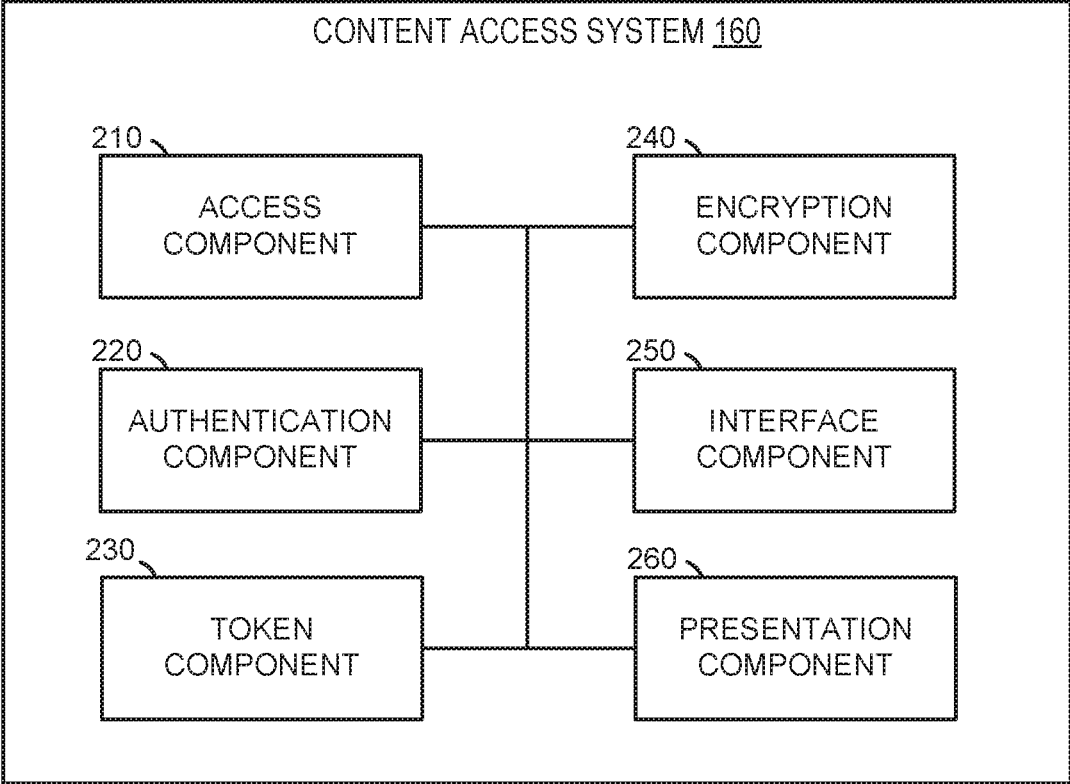 CONTENT ACCESS SYSTEM 160
210
ACCESS
COMPONENT
240
ENCRYPTION
COMPONENT
220
AUTHENTICATION
COMPONENT
250
INTERFACE
COMPONENT
230
TOKEN
COMPONENT
260
PRESENTATION
COMPONENT